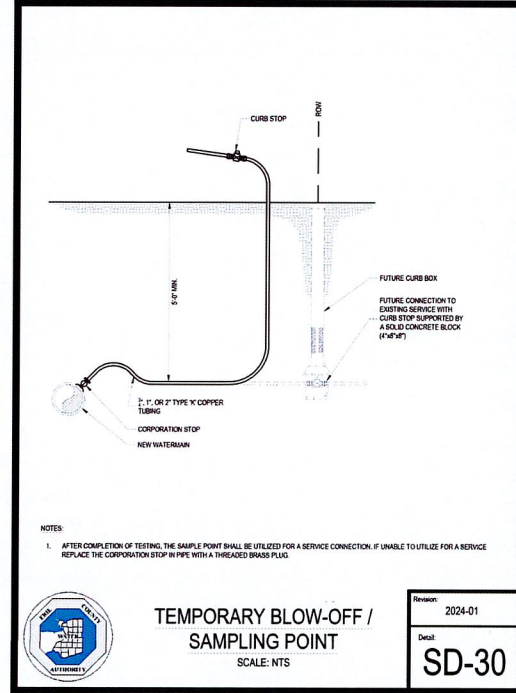 ROW
CURB STOP
5'-0" MIN.
FUTURE CURB BOX
FUTURE CONNECTION TO
EXISTING SERVICE WITH
CURB STOP SUPPORTED BY
A SOLID CONCRETE BLOCK
(4"x8"x8")
1", OR 2" TYPE 'K' COPPER
TUBING
CORPORATION STOP
NEW WATERMAIN
NOTES:
1. AFTER COMPLETION OF TESTING, THE SAMPLE POINT SHALL BE UTILIZED FOR A SERVICE CONNECTION. IF UNABLE TO UTILIZE FOR A SERVICE
REPLACE THE CORPORATION STOP IN PIPE WITH A THREADED BRASS PLUG.
ERIE COUNTY
WATER
AUTHORITY
TEMPORARY BLOW-OFF /
SAMPLING POINT
SCALE: NTS
Revision:
2024-01
Detail:
SD-30